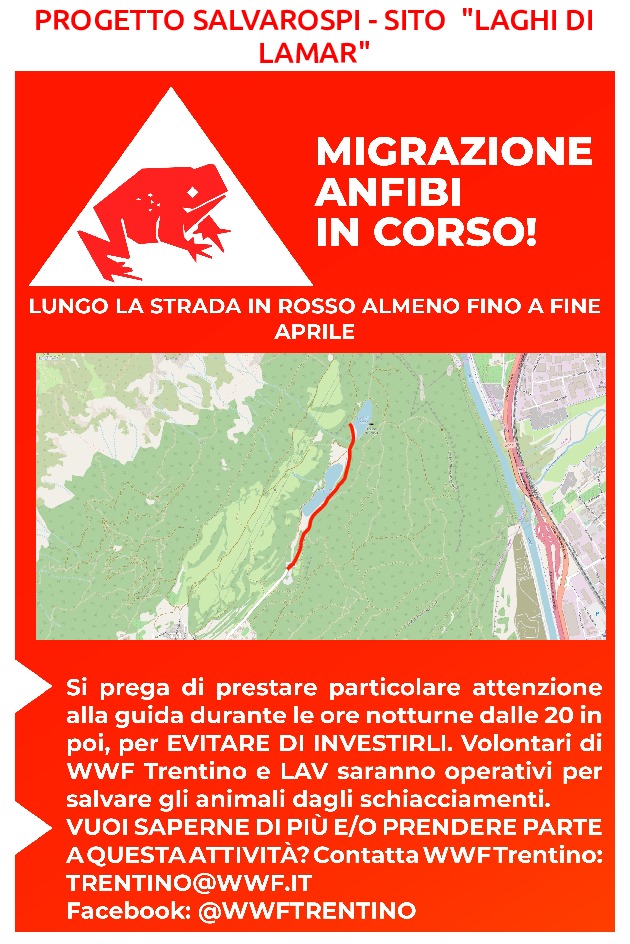 PROGETTO SALVAROSPI - SITO "LAGHI DI
LAMAR"
MIGRAZIONE
ANFIBI
IN CORSO!
LUNGO LA STRADA IN ROSSO ALMENO FINO A FINE
APRILE
Si prega di prestare particolare attenzione
alla guida durante le ore notturne dalle 20 in
poi, per EVITARE DI INVESTIRLI. Volontari di
WWF Trentino e LAV saranno operativi per
salvare gli animali dagli schiacciamenti.
VUOI SAPERNE DI PIÙ E/O PRENDERE PARTE
A QUESTA ATTIVITÀ? Contatta WWF Trentino:
TRENTINO@WWF.IT
Facebook: @WWFTRENTINO